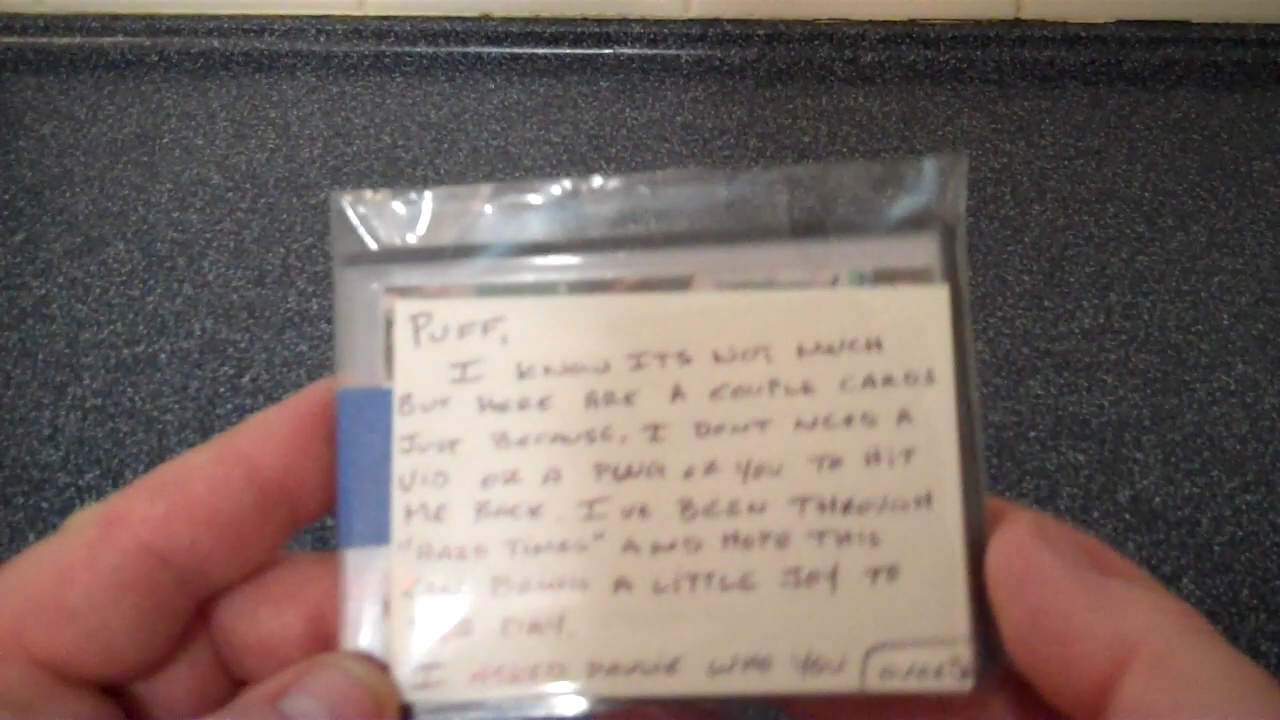 PUFF,
I KNOW ITS NOT MUCH
BUT HERE ARE A COUPLE CARDS
JUST BECAUSE. I DONT NEED A
VID OR A PLUG OR YOU TO HIT
ME BACK. I'VE BEEN THROUGH
"HARD TIMES" AND HOPE THIS
CAN BRING A LITTLE JOY TO
DAY.
I ASKED WHO YOU